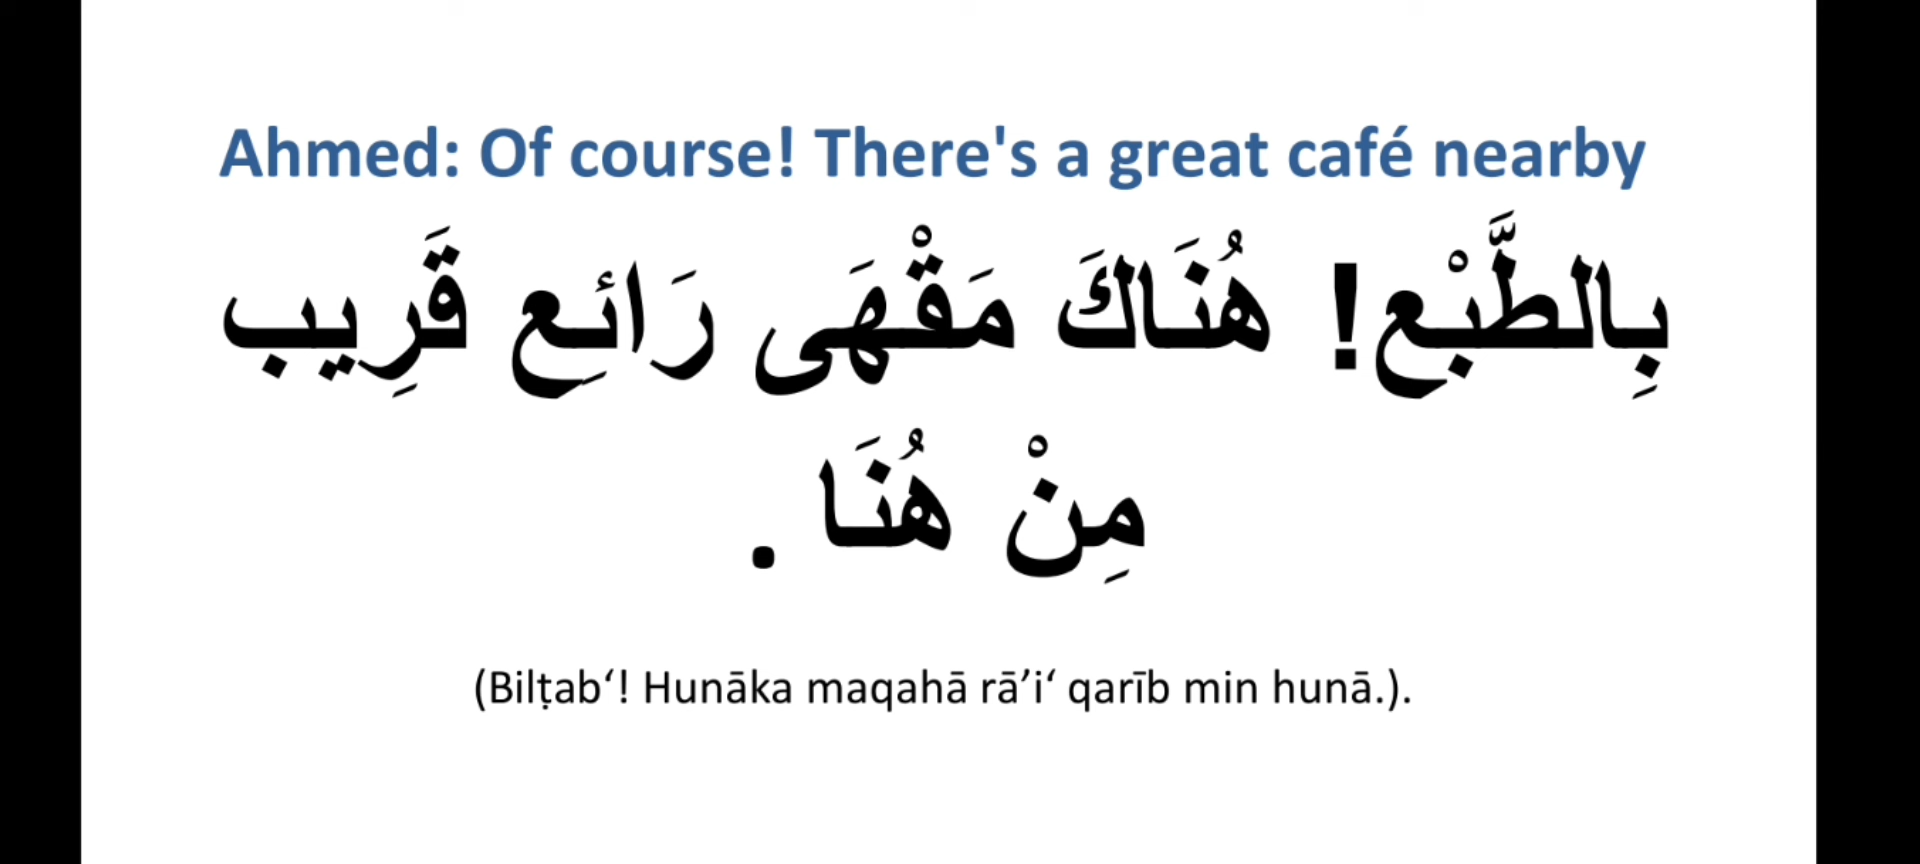 Ahmed: Of course! There's a great café nearby
بِالطَّبْع! هُنَاكَ مَقْهَى رَائِع قَرِيب
مِنْ هُنَا .
(Bilṭab‘! Hunāka maqahā rā’i‘ qarīb min hunā.).